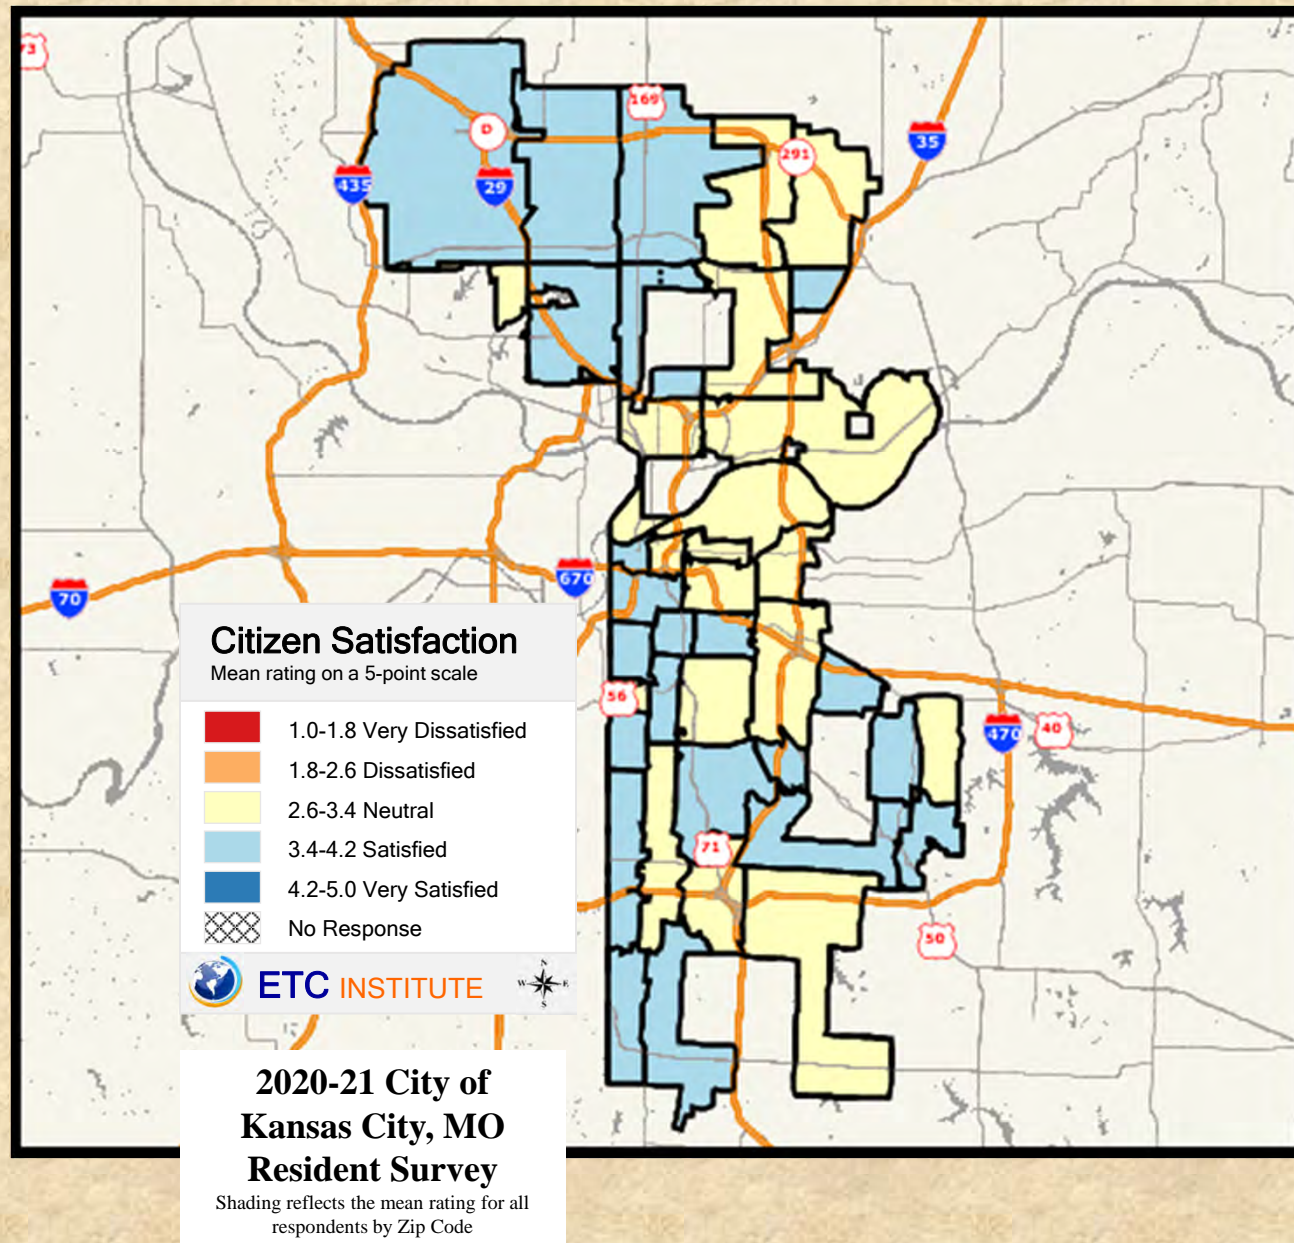 73
169
D
291
35
435
29
70
670
56
40
470
71
50
Citizen Satisfaction
Mean rating on a 5-point scale
1.0-1.8 Very Dissatisfied
1.8-2.6 Dissatisfied
2.6-3.4 Neutral
3.4-4.2 Satisfied
4.2-5.0 Very Satisfied
No Response
ETC INSTITUTE
N
W E
S
2020-21 City of
Kansas City, MO
Resident Survey
Shading reflects the mean rating for all
respondents by Zip Code